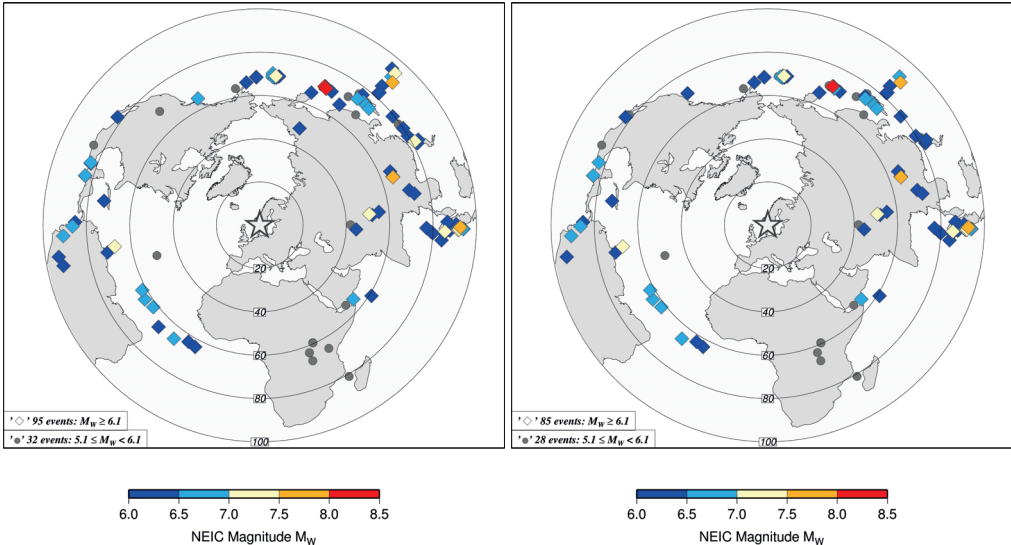 20
40
60
80
100
' ◇ ' 95 events: M_W ≥ 6.1
' ● ' 32 events: 5.1 ≤ M_W < 6.1
6.0 6.5 7.0 7.5 8.0 8.5
NEIC Magnitude M_W
20
40
60
80
100
' ◇ ' 85 events: M_W ≥ 6.1
' ● ' 28 events: 5.1 ≤ M_W < 6.1
6.0 6.5 7.0 7.5 8.0 8.5
NEIC Magnitude M_W